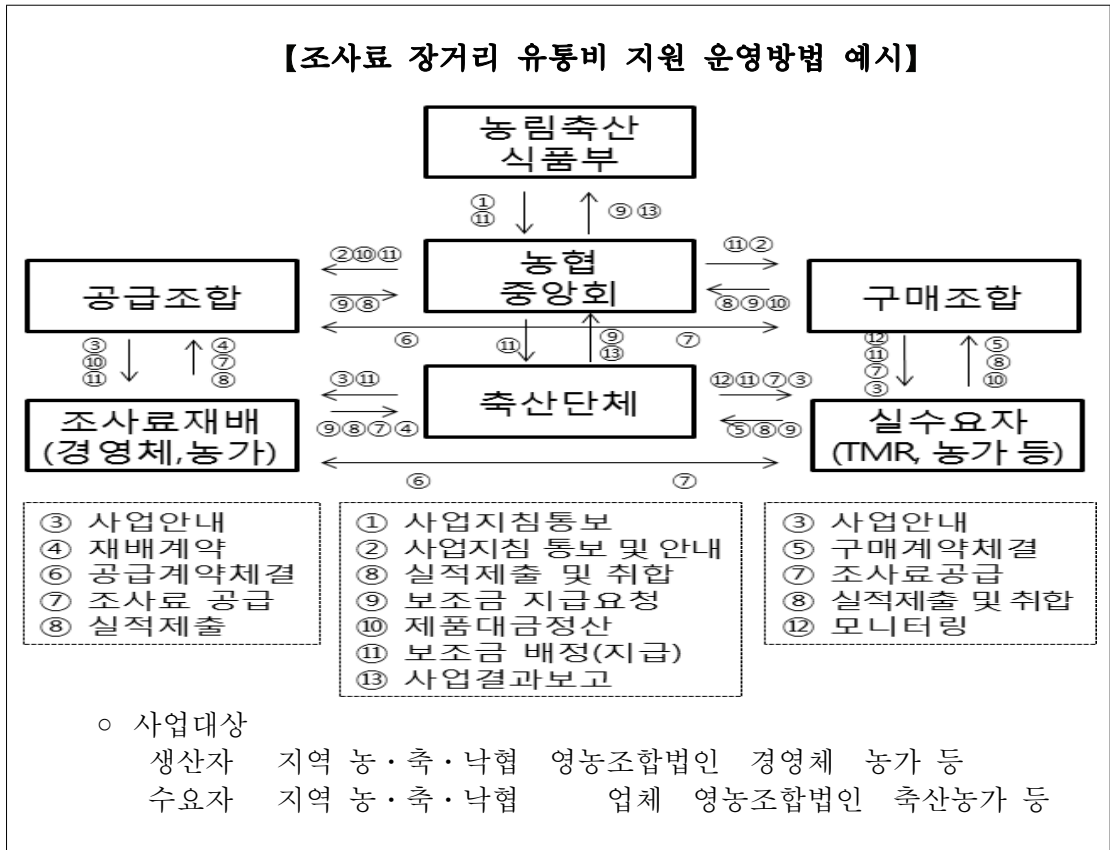 【조사료 장거리 유통비 지원 운영방법 예시】
농림축산
식품부
①
⑪
⑨ ⑬
②⑩⑪
농협
중앙회
⑪②
공급조합
⑨⑧
⑧⑨⑩
구매조합
⑥
⑦
③
⑩
⑪
④
⑦
⑧
⑪
⑨
⑬
⑫
⑪
⑦
③
⑤
⑧
⑩
③⑪
축산단체
⑫⑪⑦③
조사료재배
(경영체,농가)
⑨⑧⑦④
⑤⑧⑨
실수요자
(TMR, 농가 등)
⑥
⑦
③ 사업안내
④ 재배계약
⑥ 공급계약체결
⑦ 조사료 공급
⑧ 실적제출
① 사업지침통보
② 사업지침 통보 및 안내
⑧ 실적제출 및 취합
⑨ 보조금 지급요청
⑩ 제품대금정산
⑪ 보조금 배정(지급)
⑬ 사업결과보고
③ 사업안내
⑤ 구매계약체결
⑦ 조사료공급
⑧ 실적제출 및 취합
⑫ 모니터링
○ 사업대상
생산자 지역 농·축·낙협 영농조합법인 경영체 농가 등
수요자 지역 농·축·낙협 업체 영농조합법인 축산농가 등